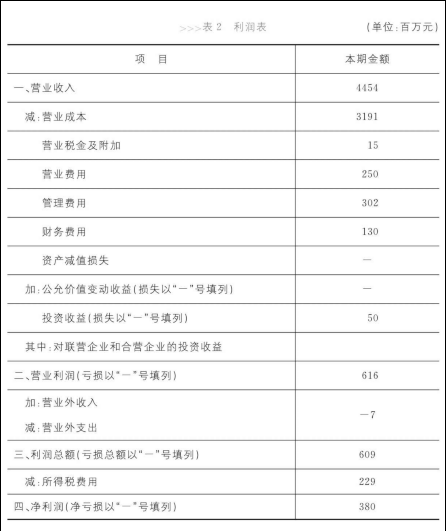 >>>表2 利润表 (单位:百万元)
项 目 本期金额
一、营业收入 4454
减:营业成本 3191
营业税金及附加 15
营业费用 250
管理费用 302
财务费用 130
资产减值损失 —
加:公允价值变动收益(损失以“—”号填列) —
投资收益(损失以“—”号填列) 50
其中:对联营企业和合营企业的投资收益
二、营业利润(亏损以“—”号填列) 616
加:营业外收入
减:营业外支出 —7
三、利润总额(亏损总额以“—”号填列) 609
减:所得税费用 229
四、净利润(净亏损以“—”号填列) 380